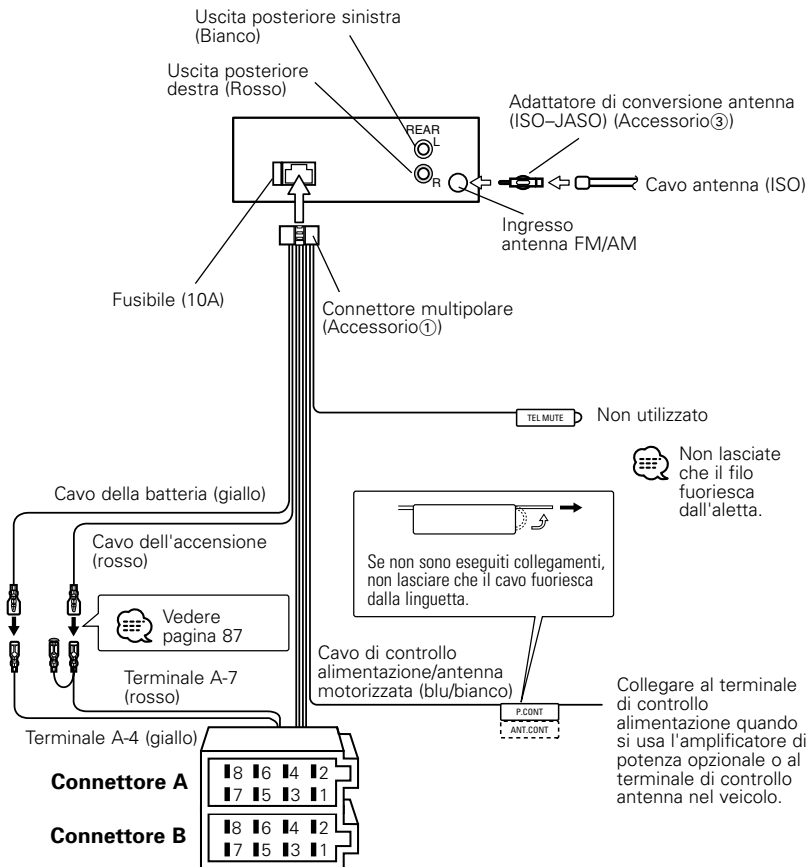 Uscita posteriore sinistra
(Bianco)
Uscita posteriore
destra (Rosso)
Adattatore di conversione antenna
(ISO–JASO) (Accessorio③)
REAR
L
R
Cavo antenna (ISO)
Ingresso
antenna FM/AM
Fusibile (10A)
Connettore multipolare
(Accessorio①)
TEL MUTE
Non utilizzato
Non lasciate
che il filo
fuoriesca
dall'aletta.
Cavo della batteria (giallo)
Cavo dell'accensione
(rosso)
Se non sono eseguiti collegamenti,
non lasciare che il cavo fuoriesca
dalla linguetta.
Vedere
pagina 87
Cavo di controllo
alimentazione/antenna
motorizzata (blu/bianco)
Terminale A-7
(rosso)
P.CONT
ANT.CONT
Collegare al terminale
di controllo
alimentazione quando
si usa l'amplificatore di
potenza opzionale o al
terminale di controllo
antenna nel veicolo.
Terminale A-4 (giallo)
Connettore A
8 6 4 2
7 5 3 1
Connettore B
8 6 4 2
7 5 3 1